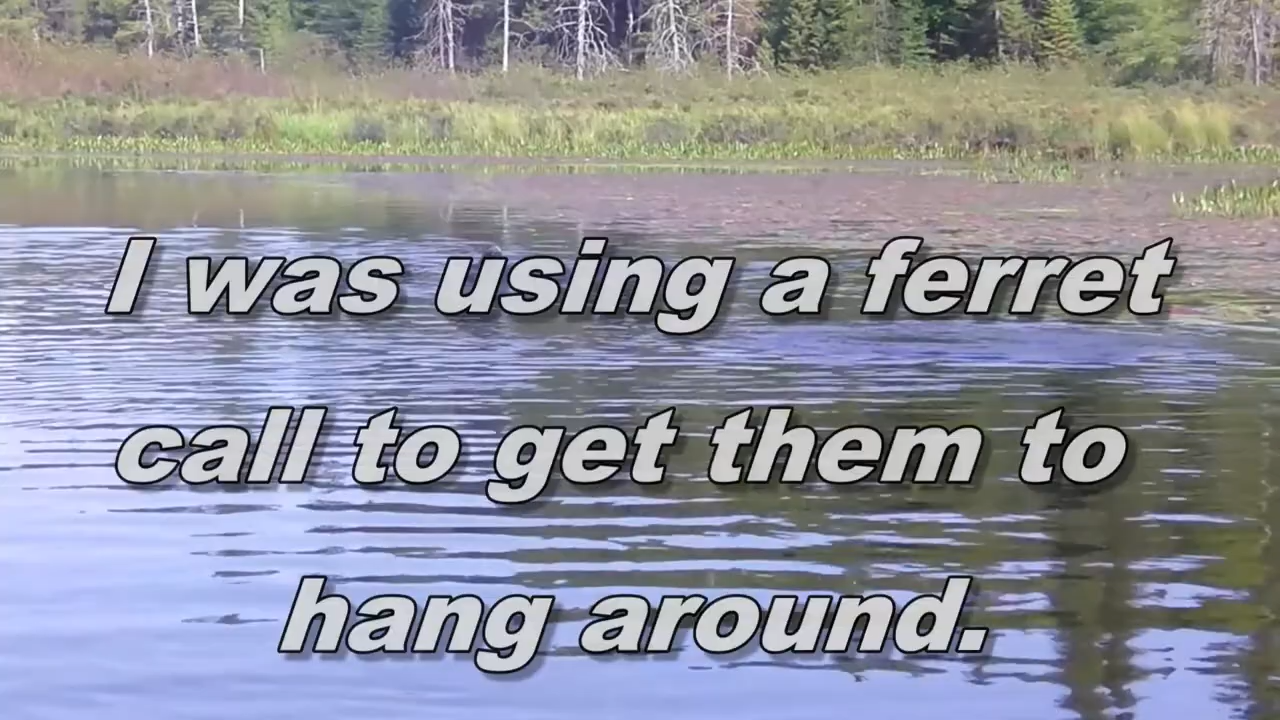 I was using a ferret
call to get them to
hang around.